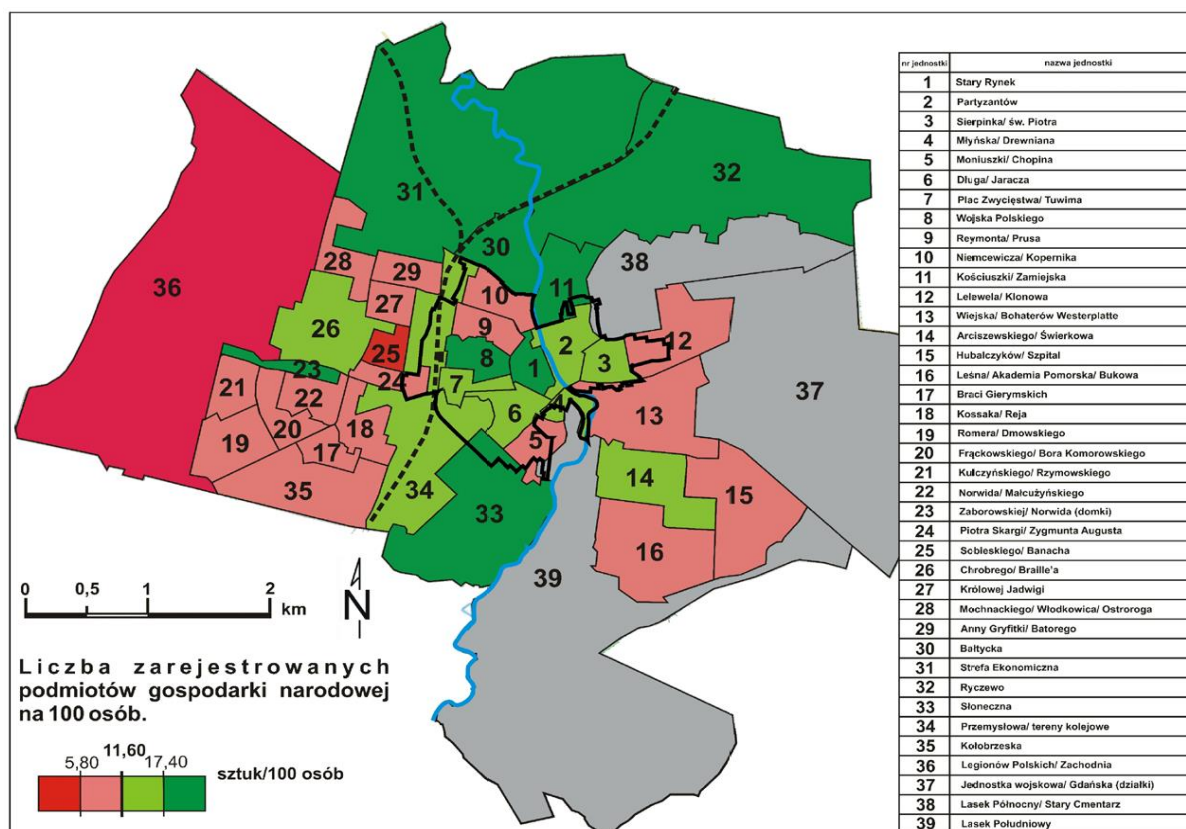 31
32
30
38
28
29
36
27
10
11
26
9
12
25
2
8
3
1
23
24
7
37
21
22
6
4
13
20
18
5
19
17
14
35
34
15
33
16
39
0 0,5 1 2
km
N
Liczba zarejestrowanych
podmiotów gospodarki narodowej
na 100 osób.
11,60
5,80 17,40
sztuk/100 osób
nr jednostki nazwa jednostki
1 Stary Rynek
2 Partyzantów
3 Sierpinka/ św. Piotra
4 Młyńska/ Drewniana
5 Moniuszki/ Chopina
6 Długa/ Jaracza
7 Plac Zwycięstwa/ Tuwima
8 Wojska Polskiego
9 Reymonta/ Prusa
10 Niemcewicza/ Kopernika
11 Kościuszki/ Zamiejska
12 Lelewela/ Klonowa
13 Wiejska/ Bohaterów Westerplatte
14 Arciszewskiego/ Świerkowa
15 Hubalczyków/ Szpital
16 Leśna/ Akademia Pomorska/ Bukowa
17 Braci Gierymskich
18 Kossaka/ Reja
19 Romera/ Dmowskiego
20 Frąckowskiego/ Bora Komorowskiego
21 Kulczyńskiego/ Rzymowskiego
22 Norwida/ Małcużyńskiego
23 Zaborowskiej/ Norwida (domki)
24 Piotra Skargi/ Zygmunta Augusta
25 Sobieskiego/ Banacha
26 Chrobrego/ Braille'a
27 Królowej Jadwigi
28 Mochnackiego/ Włodkowica/ Ostroroga
29 Anny Gryfitki/ Batorego
30 Bałtycka
31 Strefa Ekonomiczna
32 Ryczewo
33 Słoneczna
34 Przemysłowa/ tereny kolejowe
35 Kołobrzeska
36 Legionów Polskich/ Zachodnia
37 Jednostka wojskowa/ Gdańska (działki)
38 Lasek Północny/ Stary Cmentarz
39 Lasek Południowy